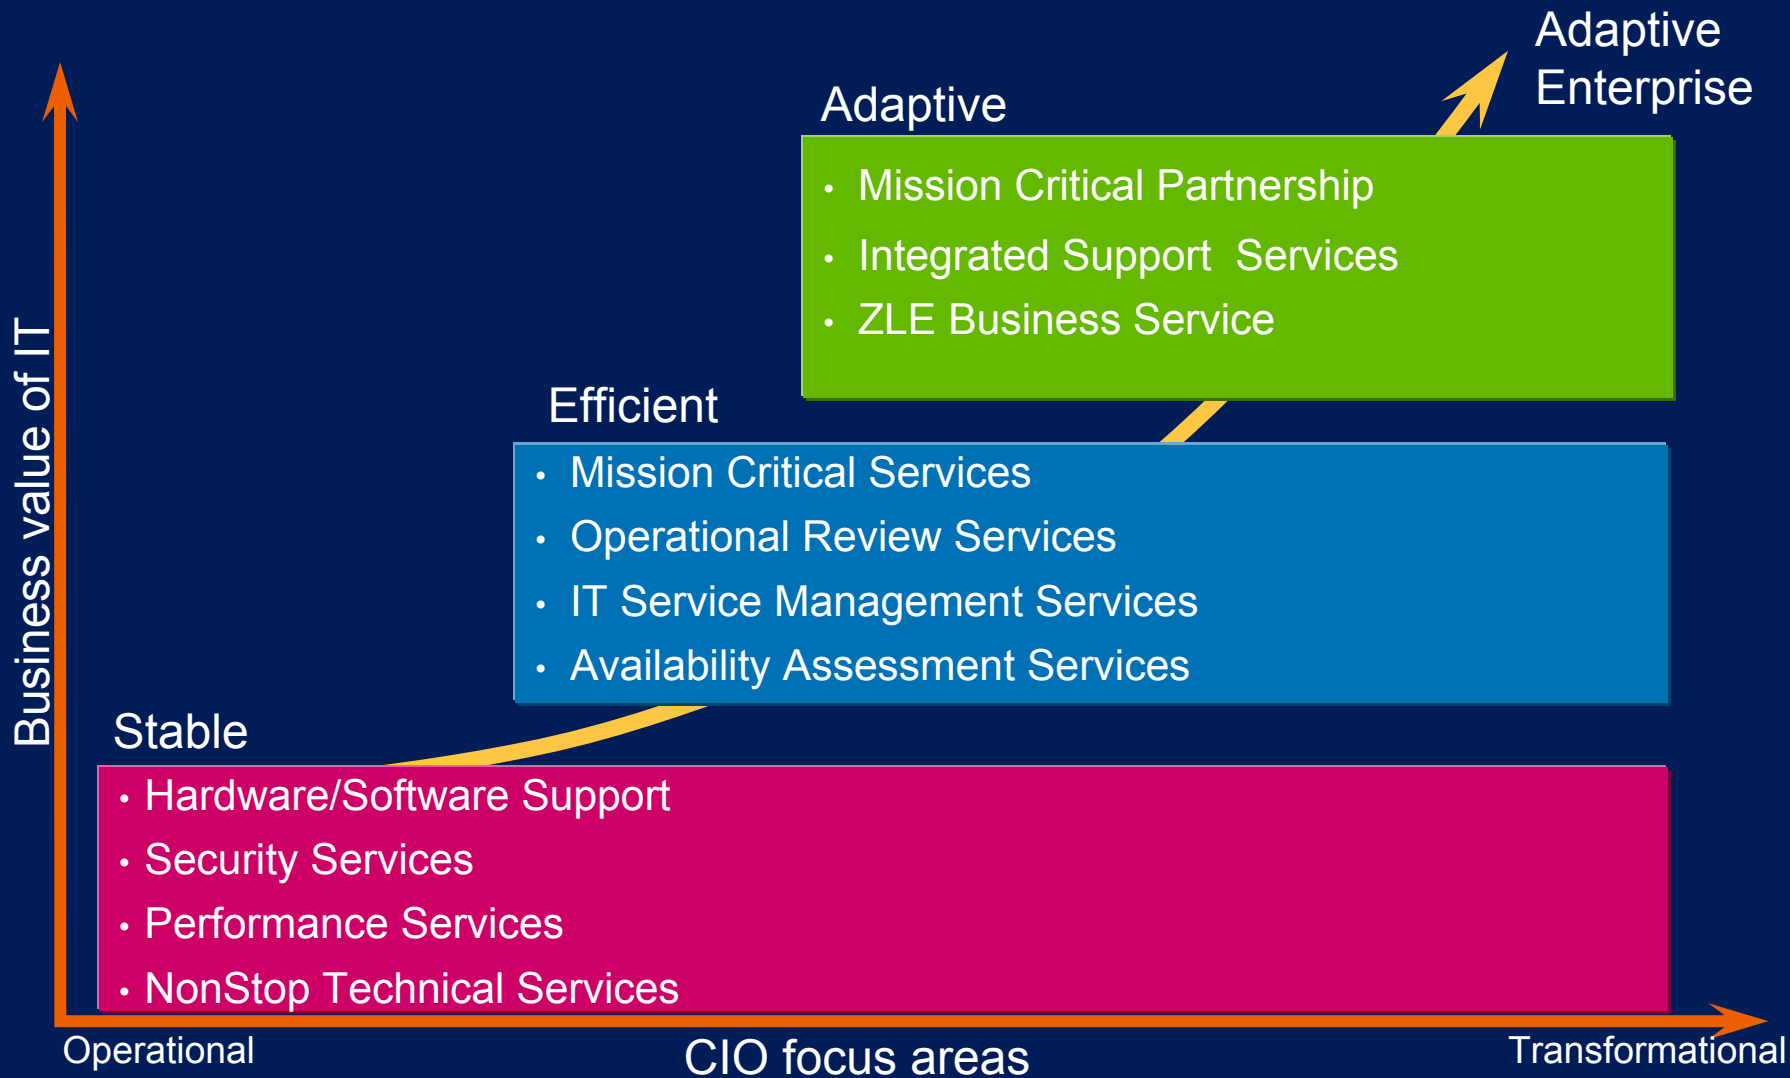 Adaptive
Enterprise
Adaptive
• Mission Critical Partnership
• Integrated Support  Services
• ZLE Business Service
Efficient
• Mission Critical Services
• Operational Review Services
• IT Service Management Services
• Availability Assessment Services
Stable
• Hardware/Software Support
• Security Services
• Performance Services
• NonStop Technical Services
Business value of IT
Operational
CIO focus areas
Transformational